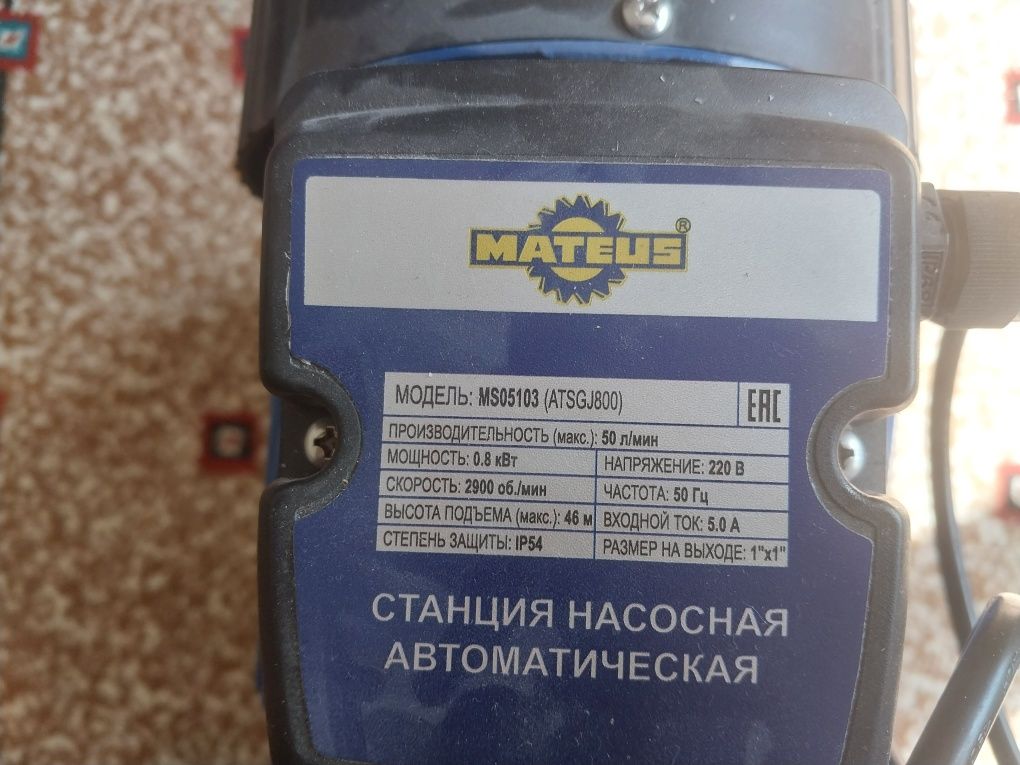 MATEUS®
МОДЕЛЬ: MS05103 (ATSGJ800)
EAC
ПРОИЗВОДИТЕЛЬНОСТЬ (макс.): 50 л/мин
МОЩНОСТЬ: 0.8 кВт
НАПРЯЖЕНИЕ: 220 В
СКОРОСТЬ: 2900 об./мин
ЧАСТОТА: 50 Гц
ВЫСОТА ПОДЪЕМА (макс.): 46 м
ВХОДНОЙ ТОК: 5.0 А
СТЕПЕНЬ ЗАЩИТЫ: IP54
РАЗМЕР НА ВЫХОДЕ: 1"x1"
СТАНЦИЯ НАСОСНАЯ
АВТОМАТИЧЕСКАЯ